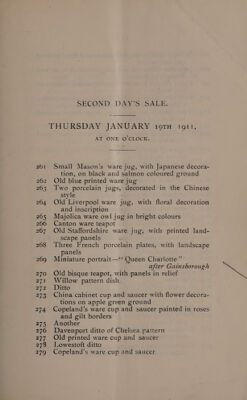 SECOND DAY'S SALE.
THURSDAY JANUARY 19TH 1911,
AT ONE O'CLOCK.
261 Small Mason's ware jug, with Japanese decora-
tion, on black and salmon coloured ground
262 Old blue printed ware jug
263 Two porcelain jugs, decorated in the Chinese
style
264 Old Liverpool ware jug, with floral decoration
and inscription
265 Majolica ware owl jug in bright colours
266 Canton ware teapot
267 Old Staffordshire ware jug, with printed land-
scape panels
268 Three French porcelain plates, with landscape
panels
269 Miniature portrait—"Queen Charlotte"
after Gainsborough
270 Old bisque teapot, with panels in relief
271 Willow pattern dish
272 Ditto
273 China cabinet cup and saucer with flower decora-
tions on apple green ground
274 Copeland's ware cup and saucer painted in roses
and gilt borders
275 Another
276 Davenport ditto of Chelsea pattern
277 Old printed ware cup and saucer
278 Lowestoft ditto
279 Copeland's ware cup and saucer